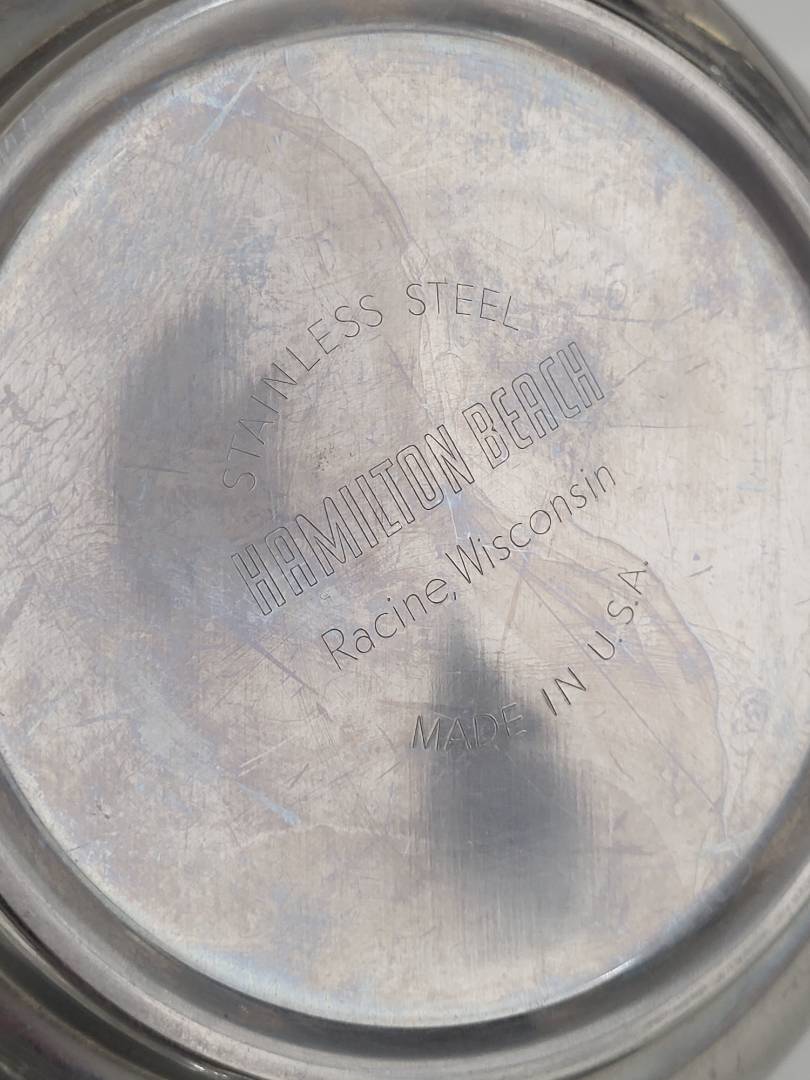 STAINLESS STEEL
HAMILTON BEACH
Racine, Wisconsin
MADE IN U.S.A.